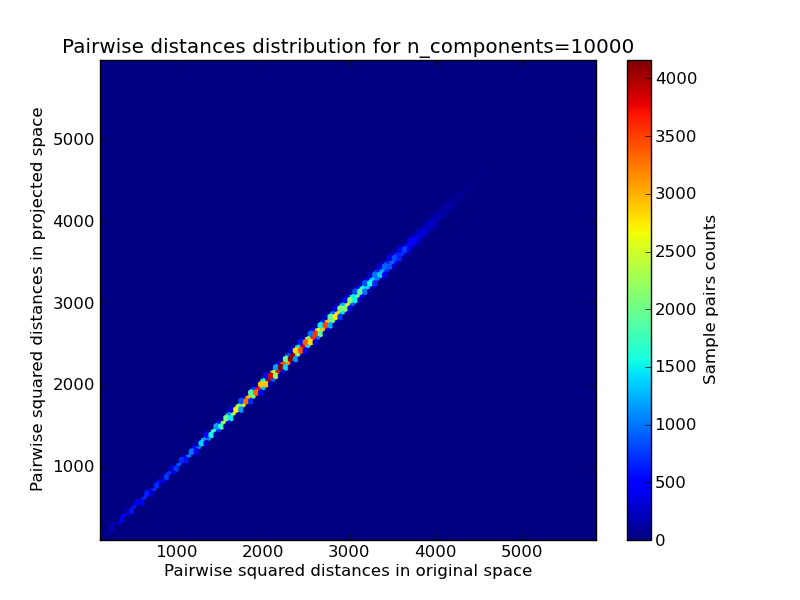 Pairwise distances distribution for n_components=10000
Pairwise squared distances in projected space
5000
4000
3000
2000
1000
1000 2000 3000 4000 5000
Pairwise squared distances in original space
4000
3500
3000
2500
2000
1500
1000
500
0
Sample pairs counts